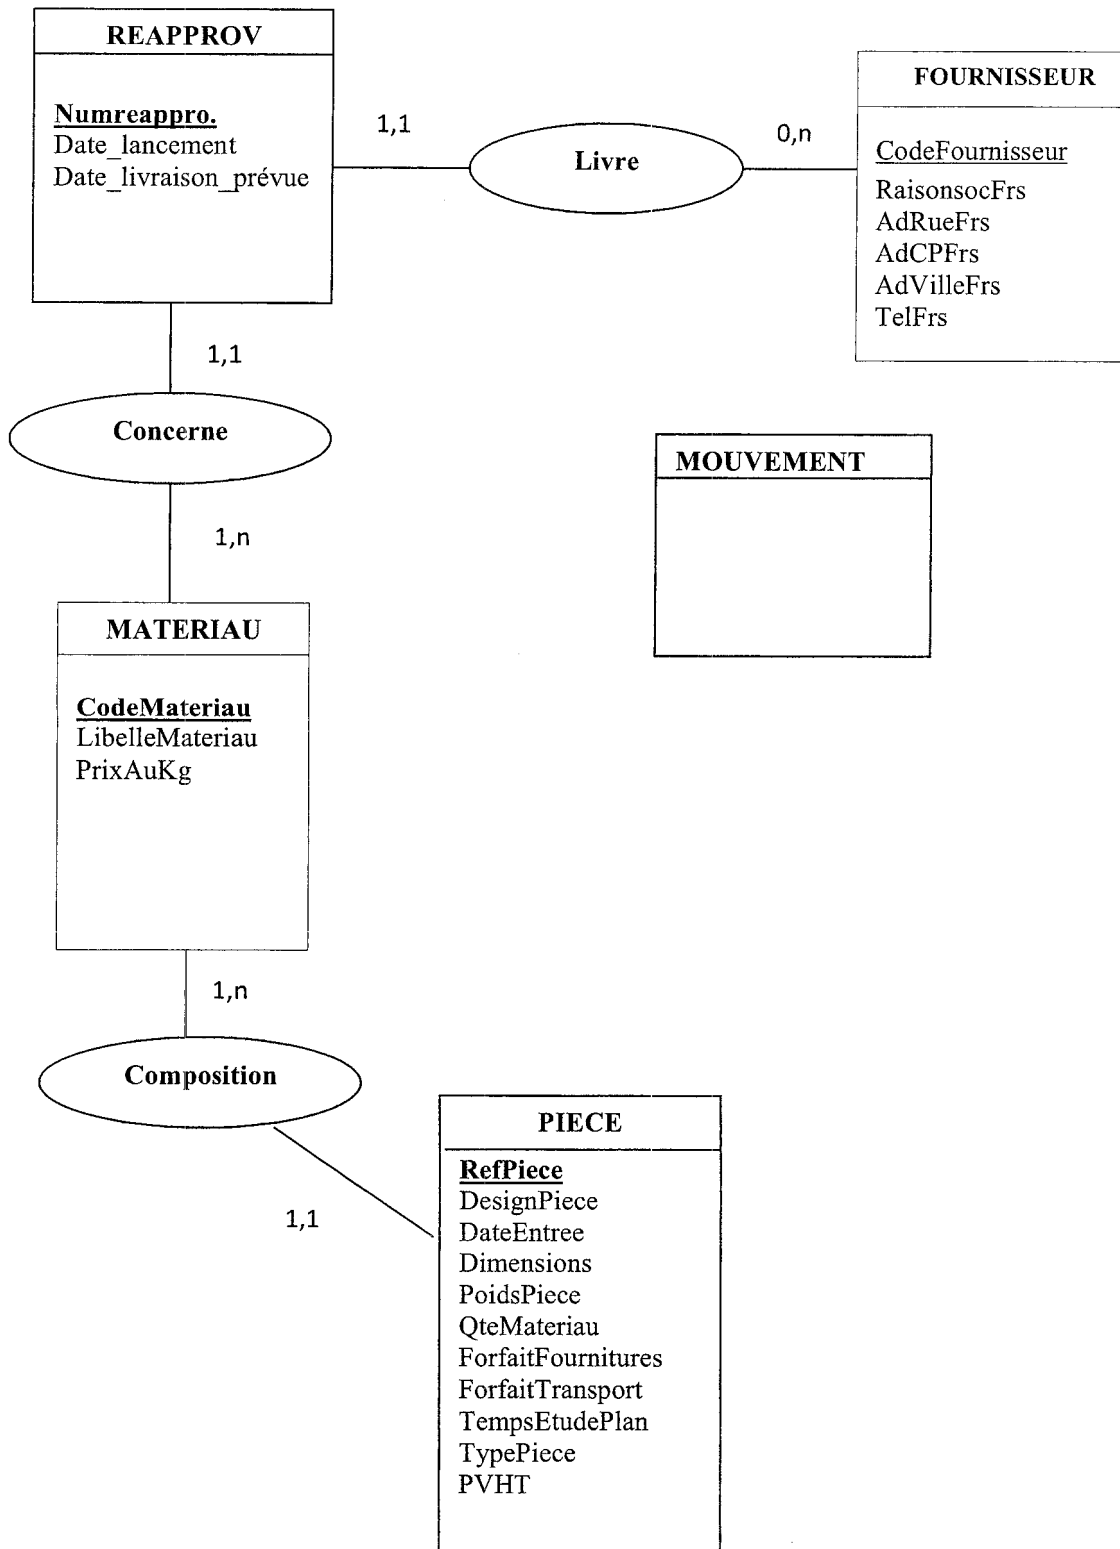 REAPPROV
Numreappro.
Date_lancement
Date_livraison_prévue
1,1
Livre
0,n
FOURNISSEUR
CodeFournisseur
RaisonsocFrs
AdRueFrs
AdCPFrs
AdVilleFrs
TelFrs
1,1
Concerne
1,n
MOUVEMENT
MATERIAU
CodeMateriau
LibelleMateriau
PrixAuKg
1,n
Composition
1,1
PIECE
RefPiece
DesignPiece
DateEntree
Dimensions
PoidsPiece
QteMateriau
ForfaitFournitures
ForfaitTransport
TempsEtudePlan
TypePiece
PVHT